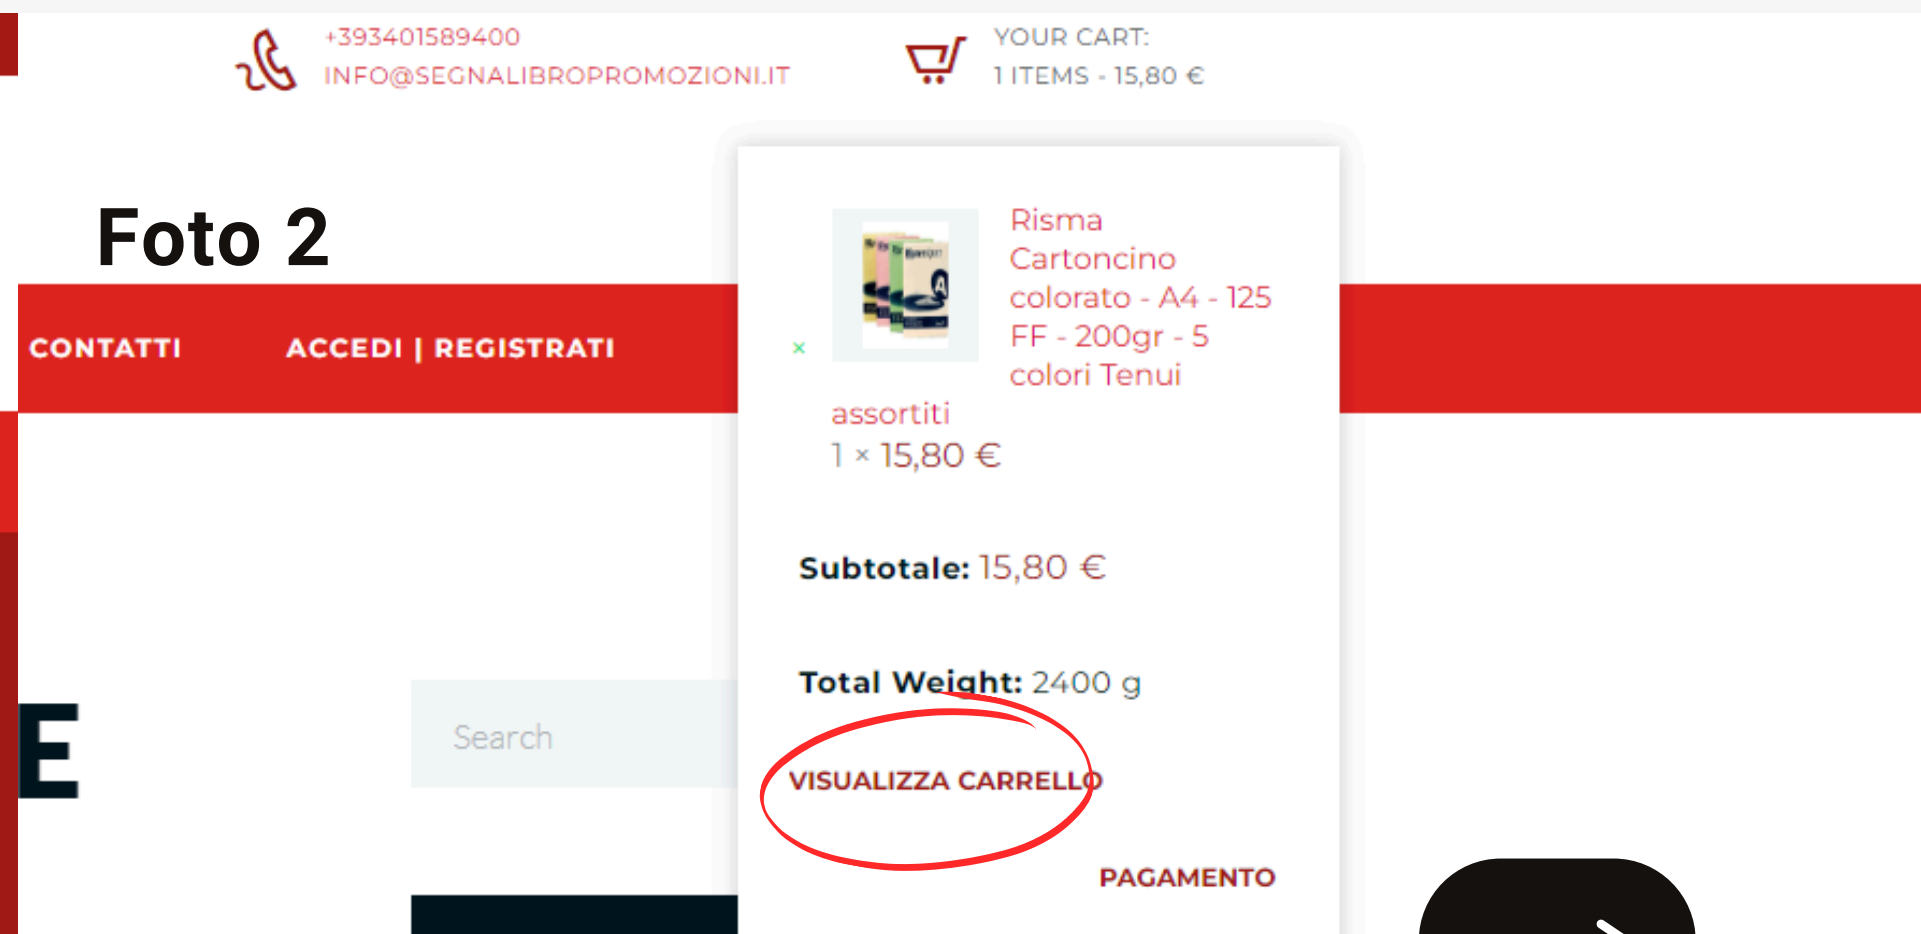 +393401589400
INFO@SEGNALIBROPROMOZIONI.IT
YOUR CART:
1 ITEMS - 15,80 €
Foto 2
CONTATTI
ACCEDI | REGISTRATI
×
Risma
Cartoncino
colorato - A4 - 125
FF - 200gr - 5
colori Tenui
assortiti
1 × 15,80 €
Subtotale: 15,80 €
Total Weight: 2400 g
E
Search
VISUALIZZA CARRELLO
PAGAMENTO